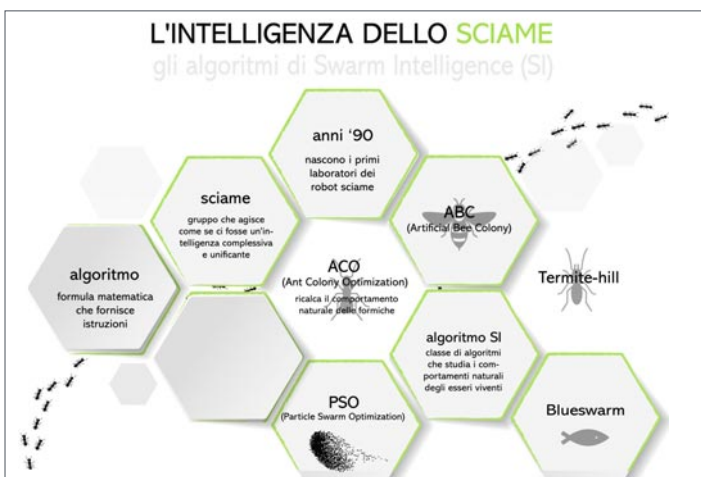 L'INTELLIGENZA DELLO SCIAME
gli algoritmi di Swarm Intelligence (SI)
anni ‘90
nascono i primi
laboratori dei
robot sciame
sciame
gruppo che agisce
come se ci fosse un'in-
telligenza complessiva
e unificante
ABC
(Artificial Bee Colony)
algoritmo
formula matematica
che fornisce
istruzioni
ACO
(Ant Colony Optimization)
ricalca il comportamento
naturale delle formiche
Termite-hill
algoritmo SI
classe di algoritmi
che studia i com-
portamenti naturali
degli esseri viventi
PSO
(Particle Swarm Optimization)
Blueswarm